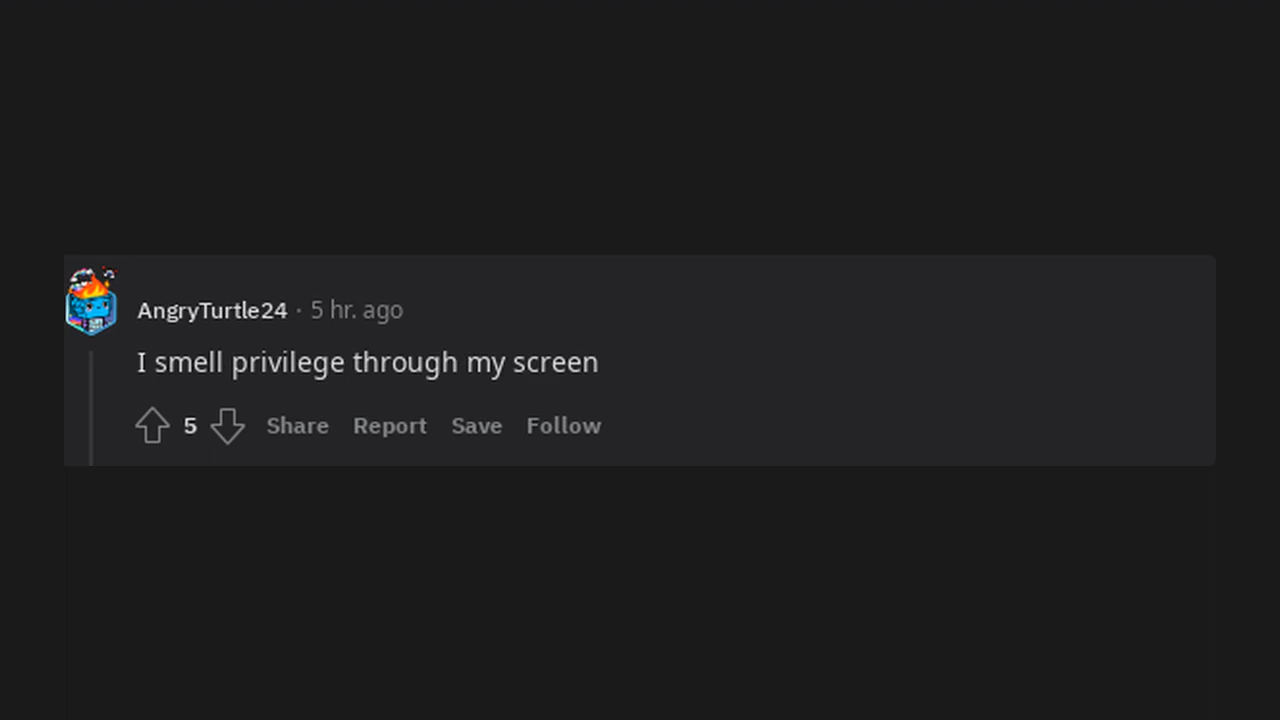 AngryTurtle24 · 5 hr. ago
I smell privilege through my screen
5 Share Report Save Follow